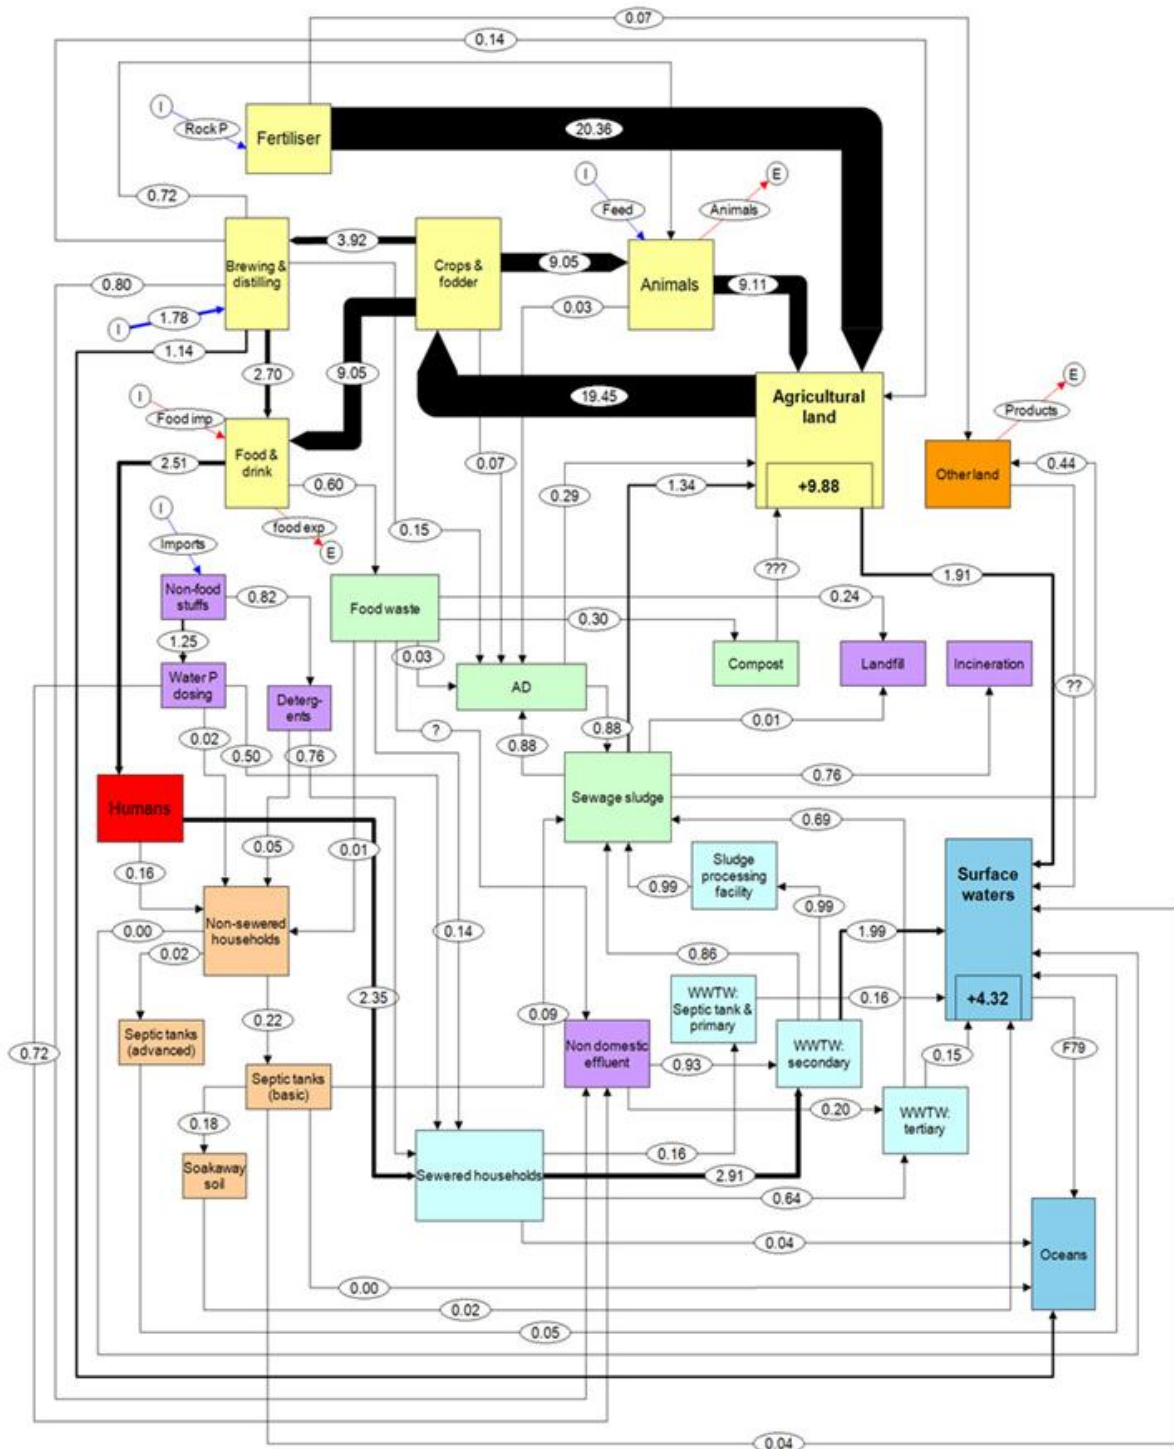 0.07
0.14
I
Rock P
Fertiliser
20.36
I
E
Feed
Animals
0.72
3.92
Crops &
fodder
9.05
Brewing &
distilling
Animals
9.11
0.80
0.03
1.78
I
1.14
2.70
9.05
19.45
Agricultural
land
E
I
Products
Food imp
Food &
drink
2.51
0.60
0.07
0.29
1.34
+9.88
Other land
0.44
food exp
E
0.15
I
Imports
Non-food
stuffs
0.82
Food waste
???
1.91
0.24
0.30
1.25
Water P
dosing
0.03
Compost
Landfill
Incineration
Deterg-
ents
AD
??
0.02
0.50
0.76
?
0.88
0.88
0.01
0.76
Humans
Sewage sludge
0.05
0.01
0.69
0.16
Sludge
processing
facility
0.99
0.99
Surface
waters
Non-sewered
households
0.00
0.02
0.14
1.99
0.86
2.35
WWTW:
Septic tank &
primary
0.16
+4.32
0.22
0.09
Septic tanks
(advanced)
Non domestic
effluent
0.93
WWTW:
secondary
0.15
F79
0.72
Septic tanks
(basic)
0.18
0.20
WWTW:
tertiary
Soakaway
soil
Sewered households
0.16
2.91
0.64
0.04
Oceans
0.00
0.02
0.05
0.04